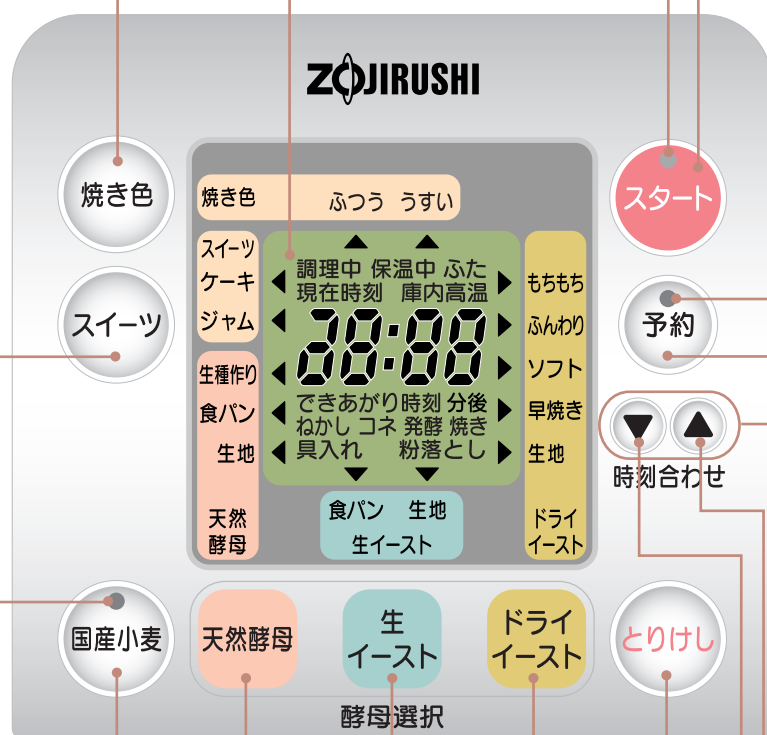 ZOJIRUSHI
焼き色
スイーツ
焼き色 ふつう うすい
スイーツ
ケーキ
ジャム
生種作り
食パン
生地
天然
酵母
調理中 保温中 ふた
現在時刻 庫内高温
38:88
できあがり時刻 分後
ねかし コネ 発酵 焼き
具入れ 粉落とし
食パン 生地
生イースト
もちもち
ふんわり
ソフト
早焼き
生地
ドライ
イースト
スタート
予約
▼ ▲
時刻合わせ
国産小麦
天然酵母
生
イースト
ドライ
イースト
とりけし
酵母選択